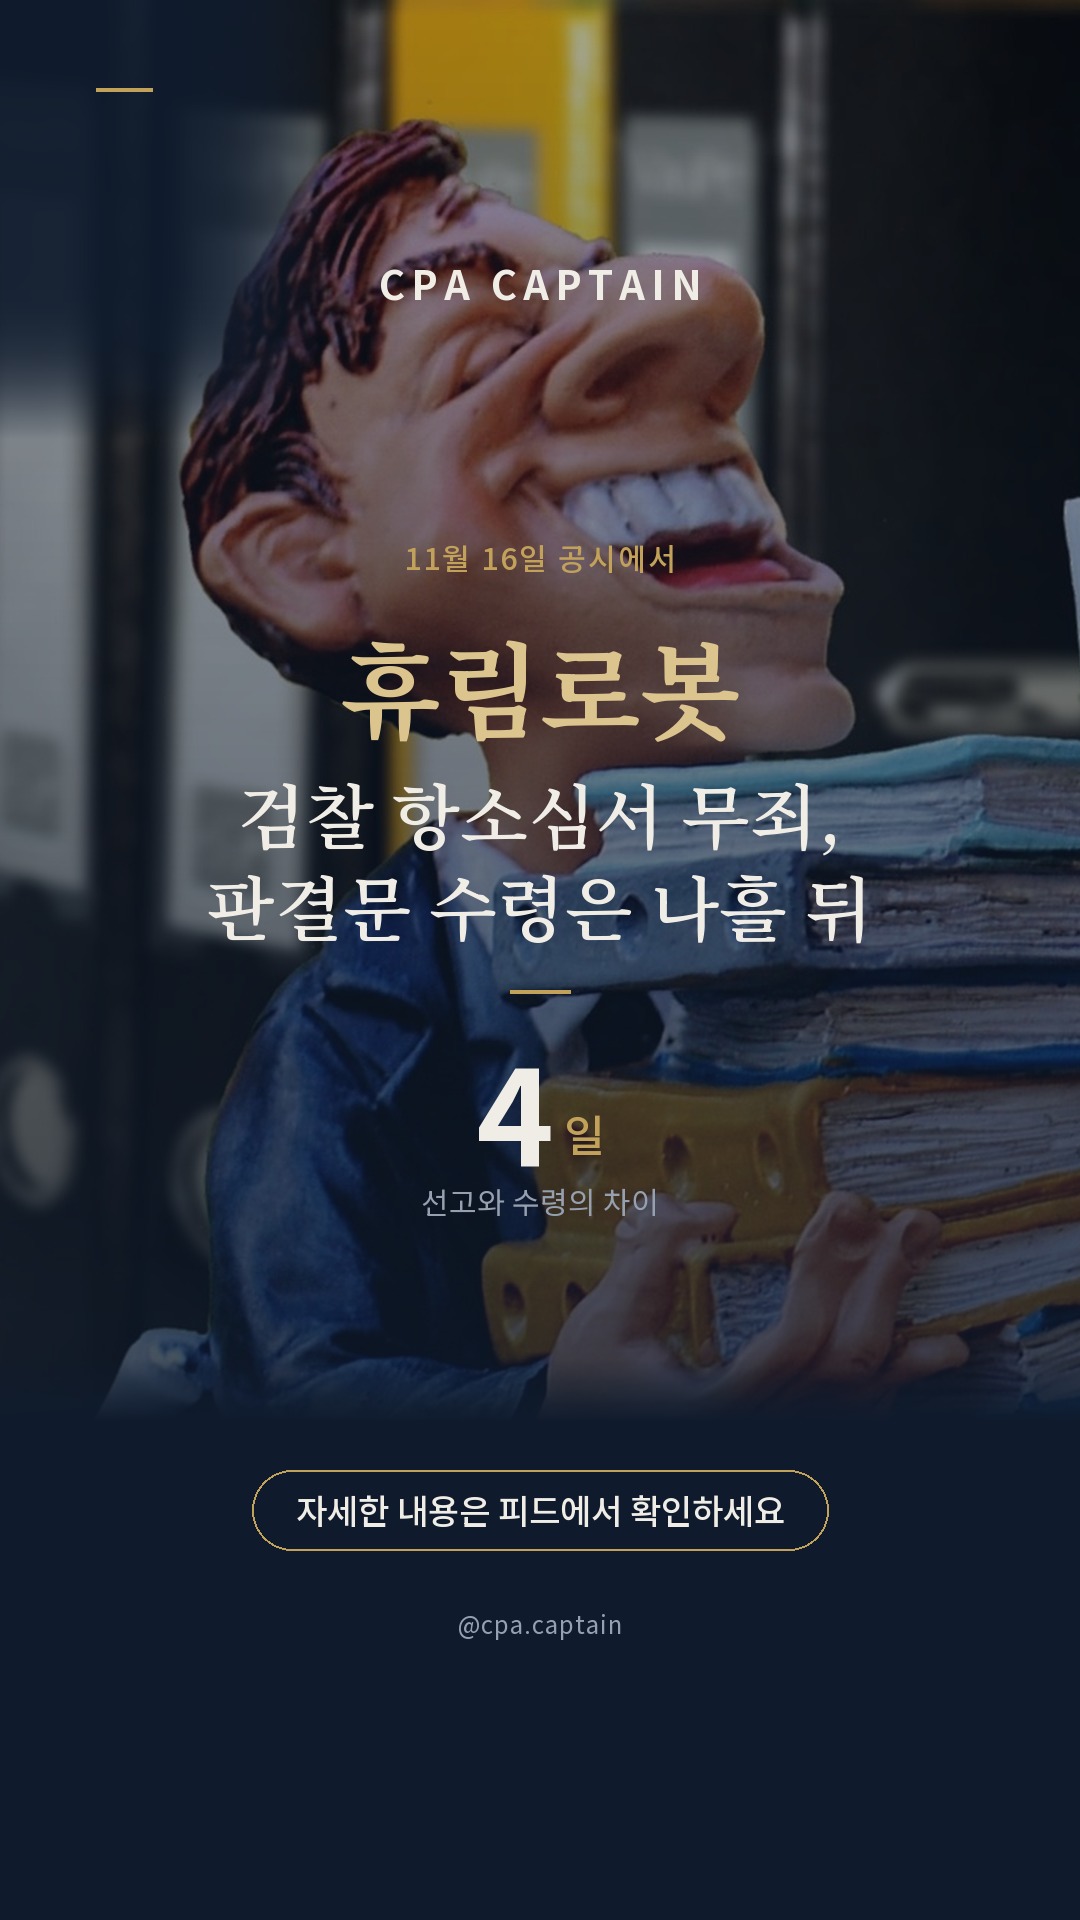 CPA CAPTAIN
11월 16일 공시에서
휴림로봇
검찰 항소심서 무죄,
판결문 수령은 나흘 뒤
4일
선고와 수령의 차이
자세한 내용은 피드에서 확인하세요
@cpa.captain